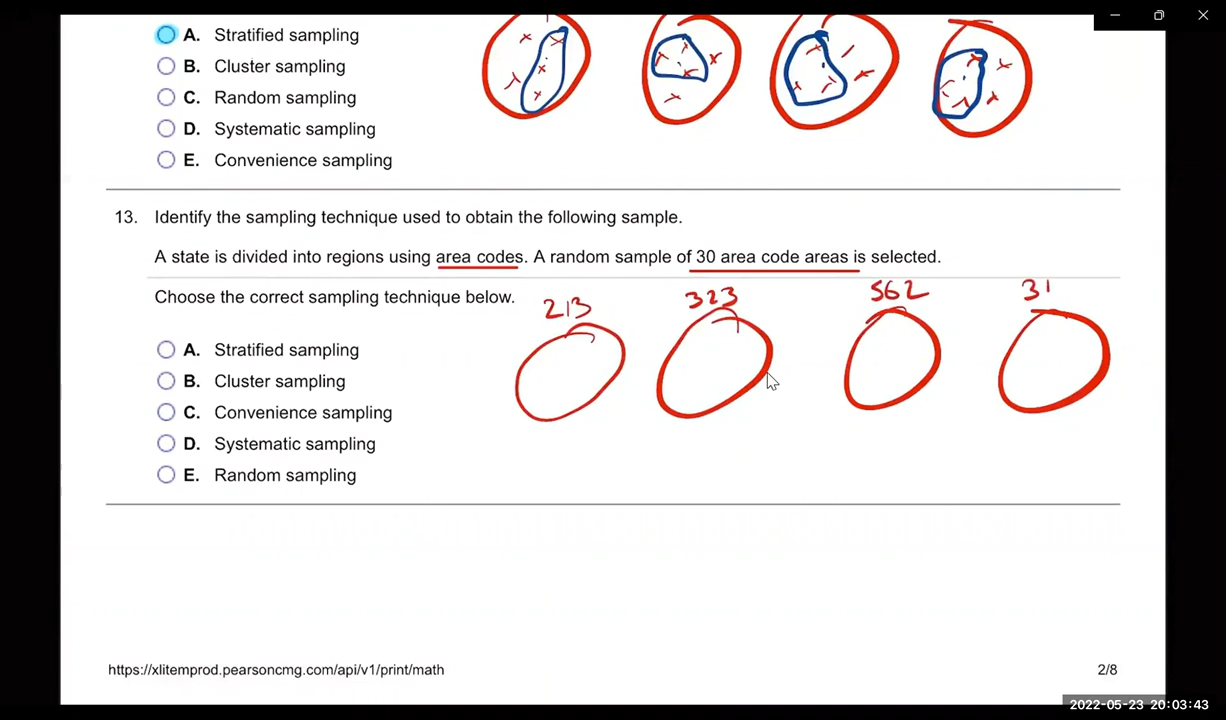 A. Stratified sampling
B. Cluster sampling
C. Random sampling
D. Systematic sampling
E. Convenience sampling
13. Identify the sampling technique used to obtain the following sample.
A state is divided into regions using area codes. A random sample of 30 area code areas is selected.
Choose the correct sampling technique below.
213 323 562 31
A. Stratified sampling
B. Cluster sampling
C. Convenience sampling
D. Systematic sampling
E. Random sampling
https://xlitemprod.pearsoncmg.com/api/v1/print/math 2/8
2022-05-23 20:03:43